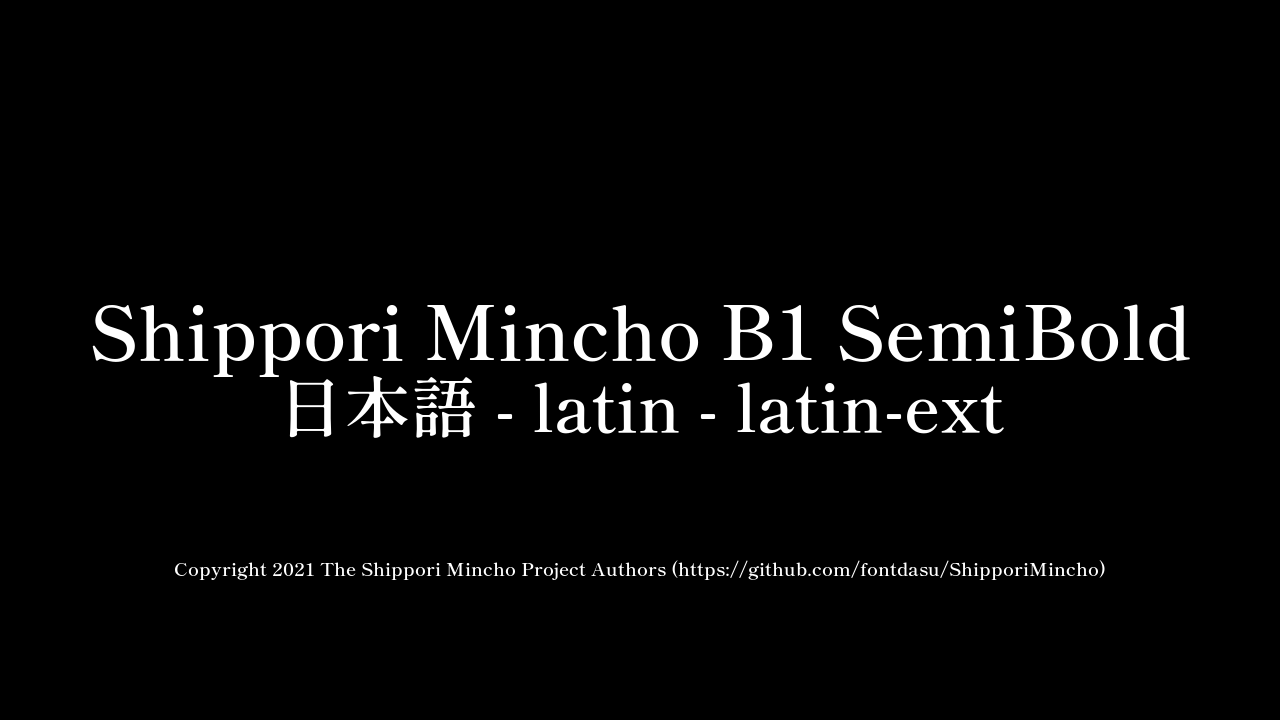 Shippori Mincho B1 SemiBold
日本語 - latin - latin-ext
Copyright 2021 The Shippori Mincho Project Authors (https://github.com/fontdasu/ShipporiMincho)